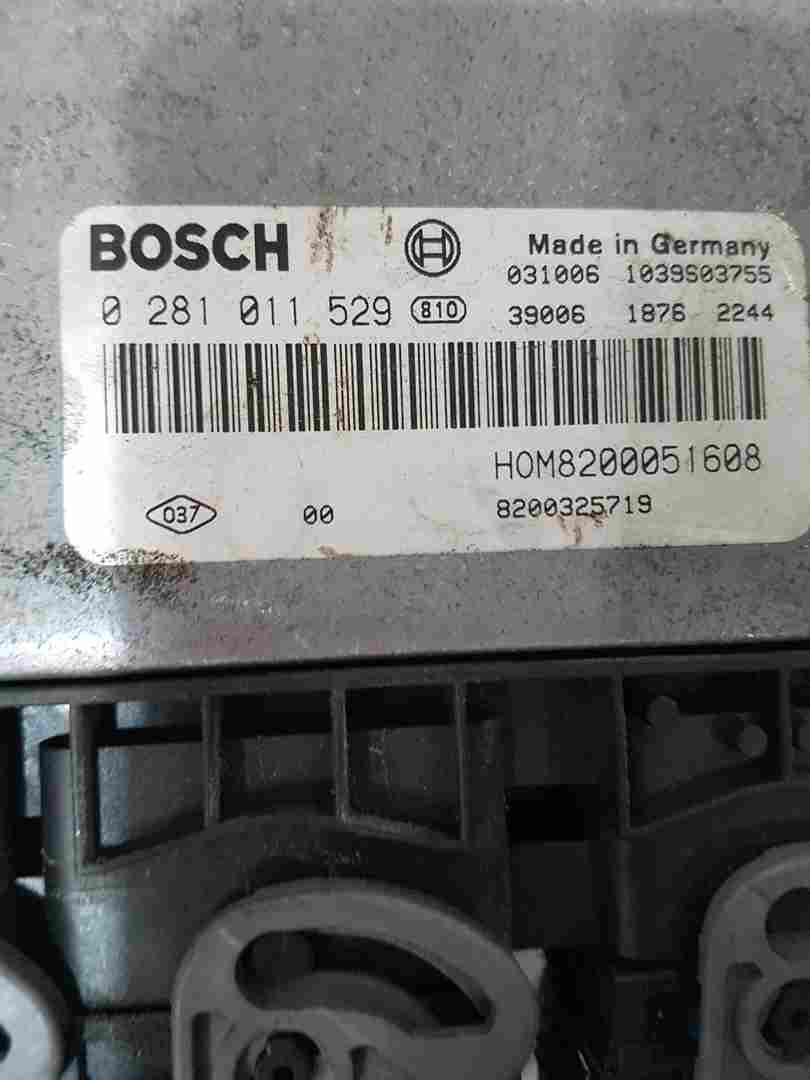 BOSCH
Made in Germany
031006 1039S03755
0 281 011 529 810
39006 1876 2244
HOM8200051608
037 00 8200325719